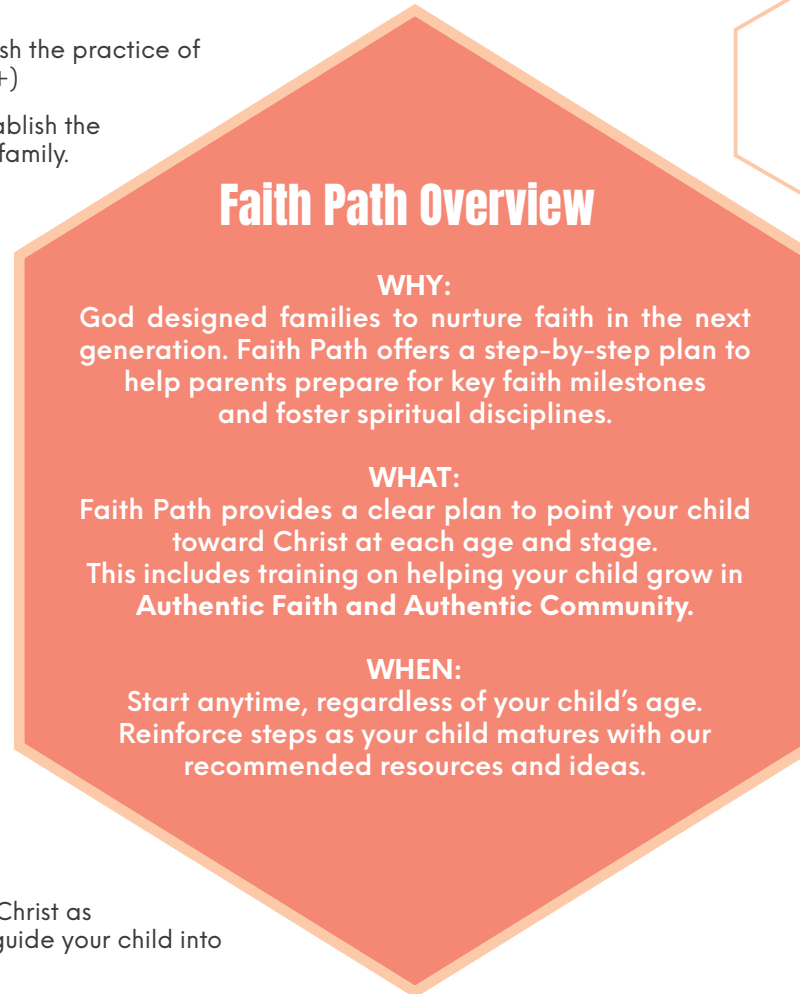 sh the practice of
+)
ablish the
family.
Faith Path Overview
WHY:
God designed families to nurture faith in the next
generation. Faith Path offers a step-by-step plan to
help parents prepare for key faith milestones
and foster spiritual disciplines.
WHAT:
Faith Path provides a clear plan to point your child
toward Christ at each age and stage.
This includes training on helping your child grow in
Authentic Faith and Authentic Community.
WHEN:
Start anytime, regardless of your child’s age.
Reinforce steps as your child matures with our
recommended resources and ideas.
Christ as
guide your child into